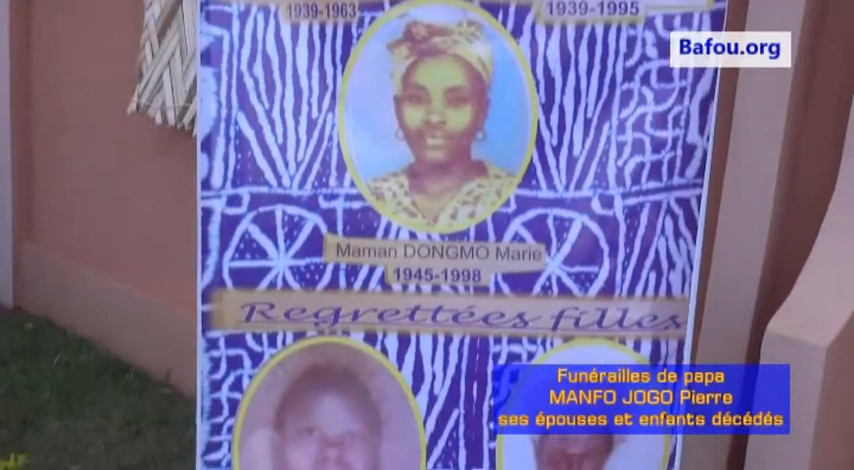 1939-1963
1939-1995
Bafou.org
Maman DONGMO Marie
1945-1998
Regrettées filles
Funérailles de papa
MANFO JOGO Pierre
ses épouses et enfants décédés